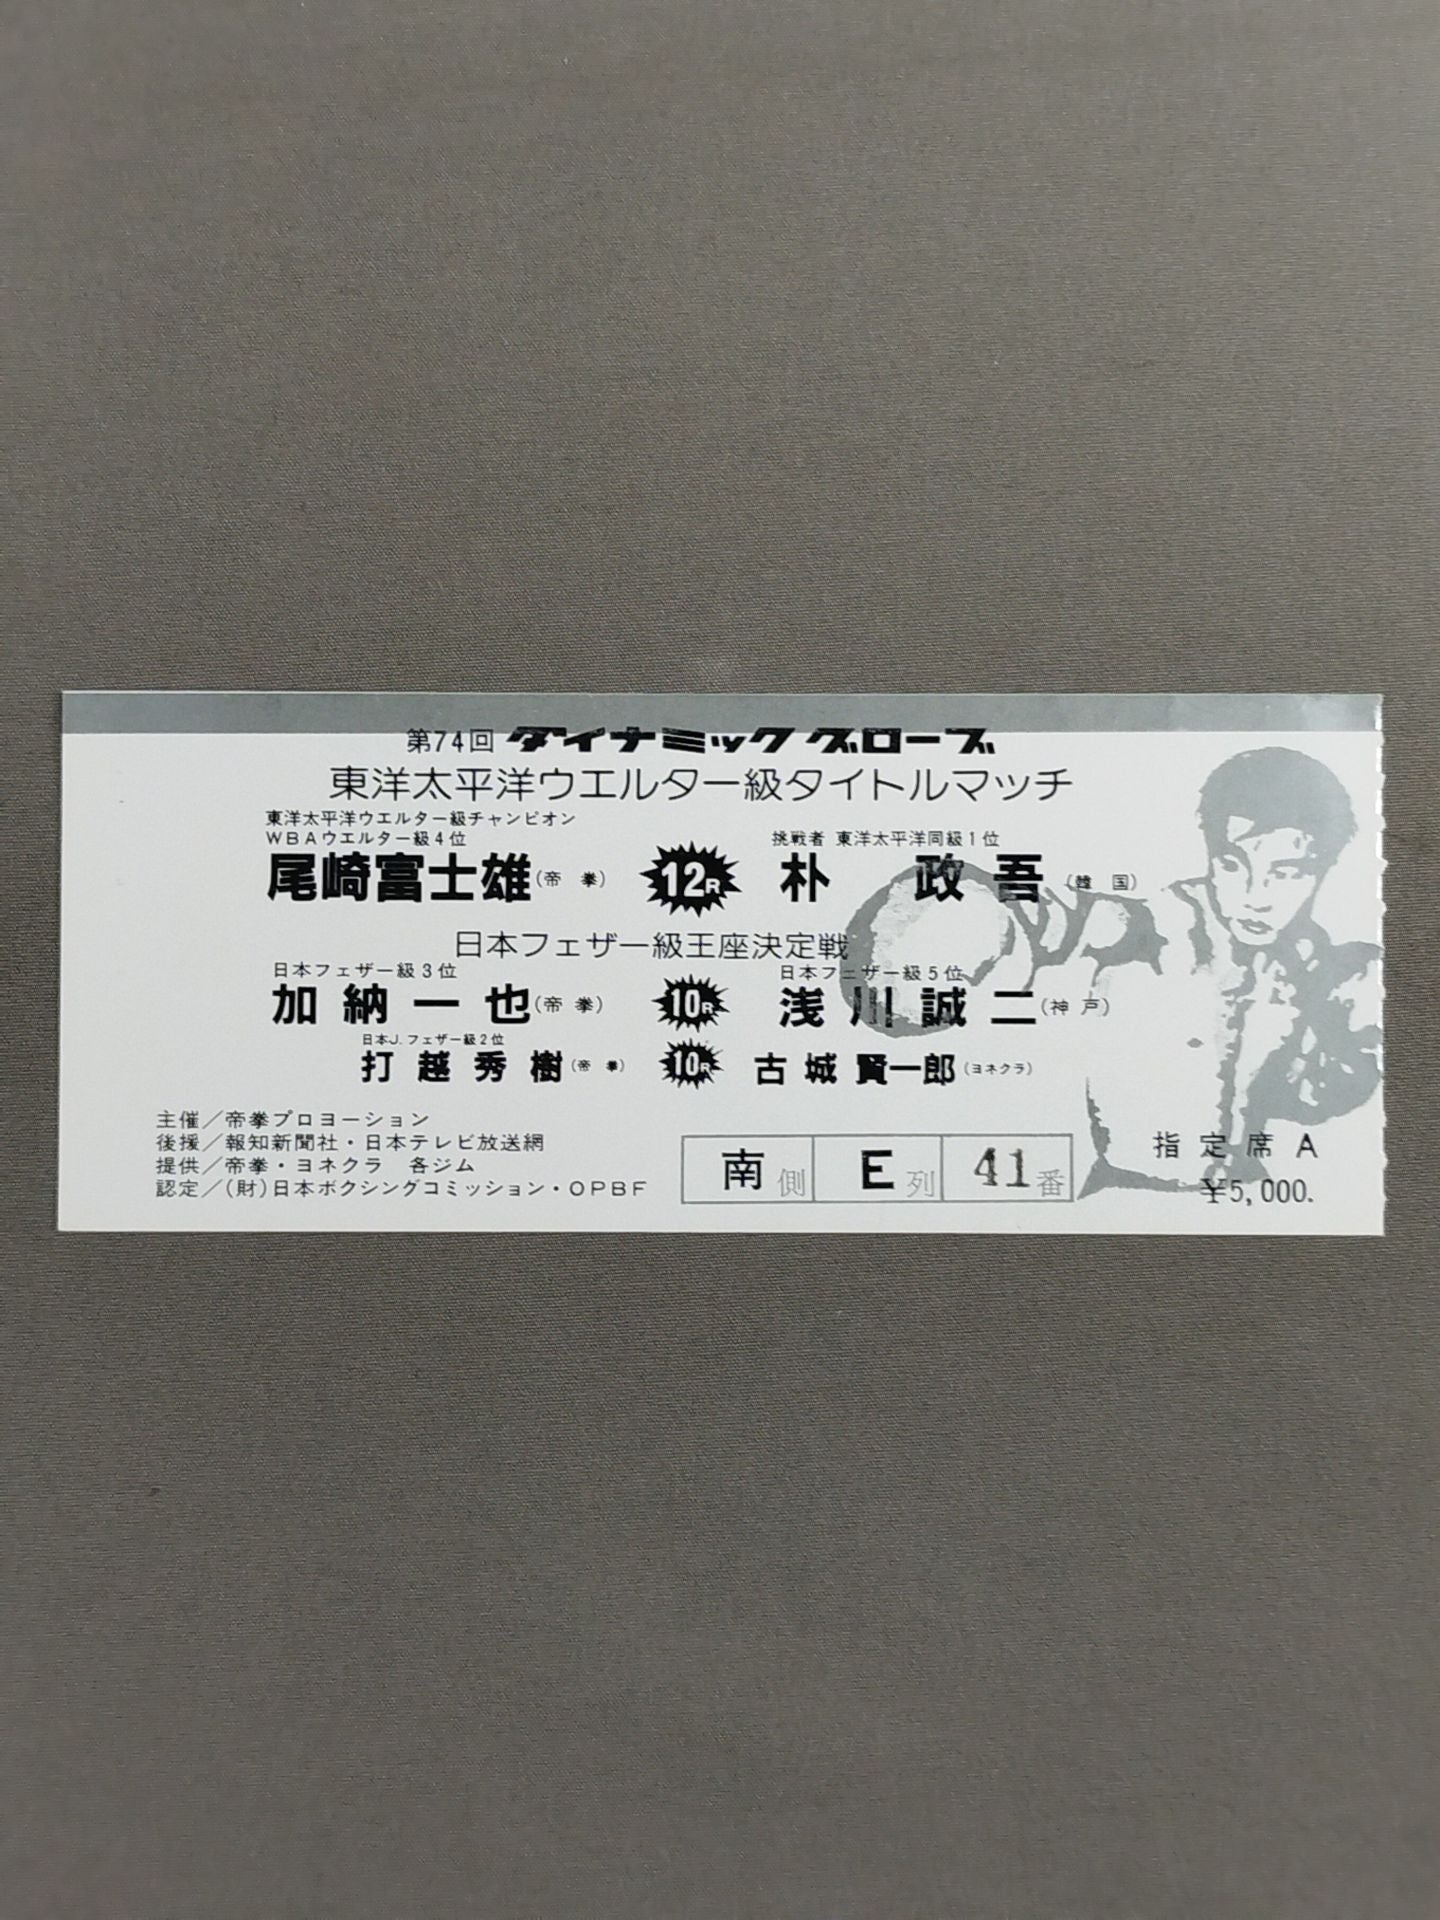 第74回 ダイナミックグローブ
東洋太平洋ウエルター級タイトルマッチ
東洋太平洋ウエルター級チャンピオン
WBAウエルター級4位
挑戦者 東洋太平洋同級1位
尾崎富士雄(帝拳) 12R 朴政吾(韓国)
日本フェザー級王座決定戦
日本フェザー級3位 日本フェザー級5位
加納一也(帝拳) 10R 浅川誠二(神戸)
日本J.フェザー級2位
打越秀樹(帝拳) 10R 古城賢一郎(ヨネクラ)
主催／帝拳プロヨーション
後援／報知新聞社・日本テレビ放送網
提供／帝拳・ヨネクラ 各ジム
認定／(財)日本ボクシングコミッション・OPBF
南側 E列 41番
指定席A
¥5,000.